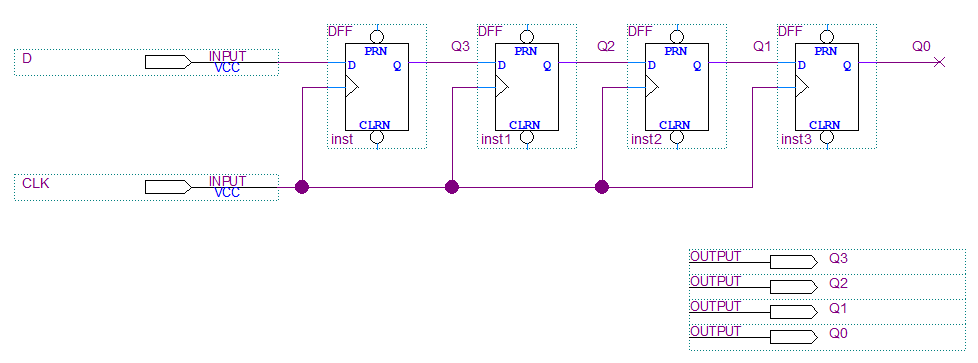 DFF DFF DFF DFF
PRN PRN PRN PRN
D INPUT VCC D Q Q3 D Q Q2 D Q Q1 D Q Q0
CLRN CLRN CLRN CLRN
inst inst1 inst2 inst3
CLK INPUT VCC
OUTPUT Q3
OUTPUT Q2
OUTPUT Q1
OUTPUT Q0